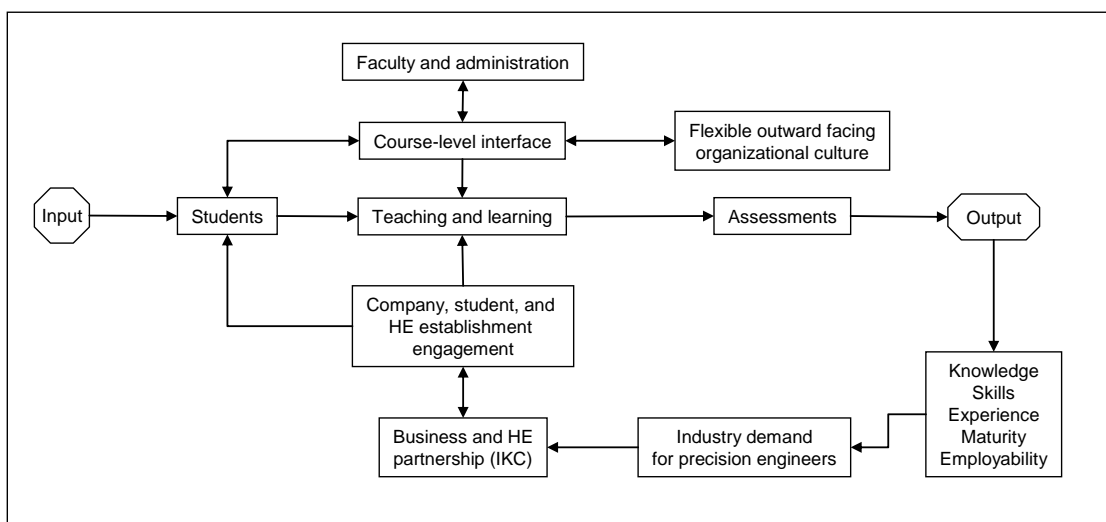 Faculty and administration
Course-level interface
Flexible outward facing
organizational culture
Input
Students
Teaching and learning
Assessments
Output
Company, student, and
HE establishment
engagement
Knowledge
Skills
Experience
Maturity
Employability
Business and HE
partnership (IKC)
Industry demand
for precision engineers